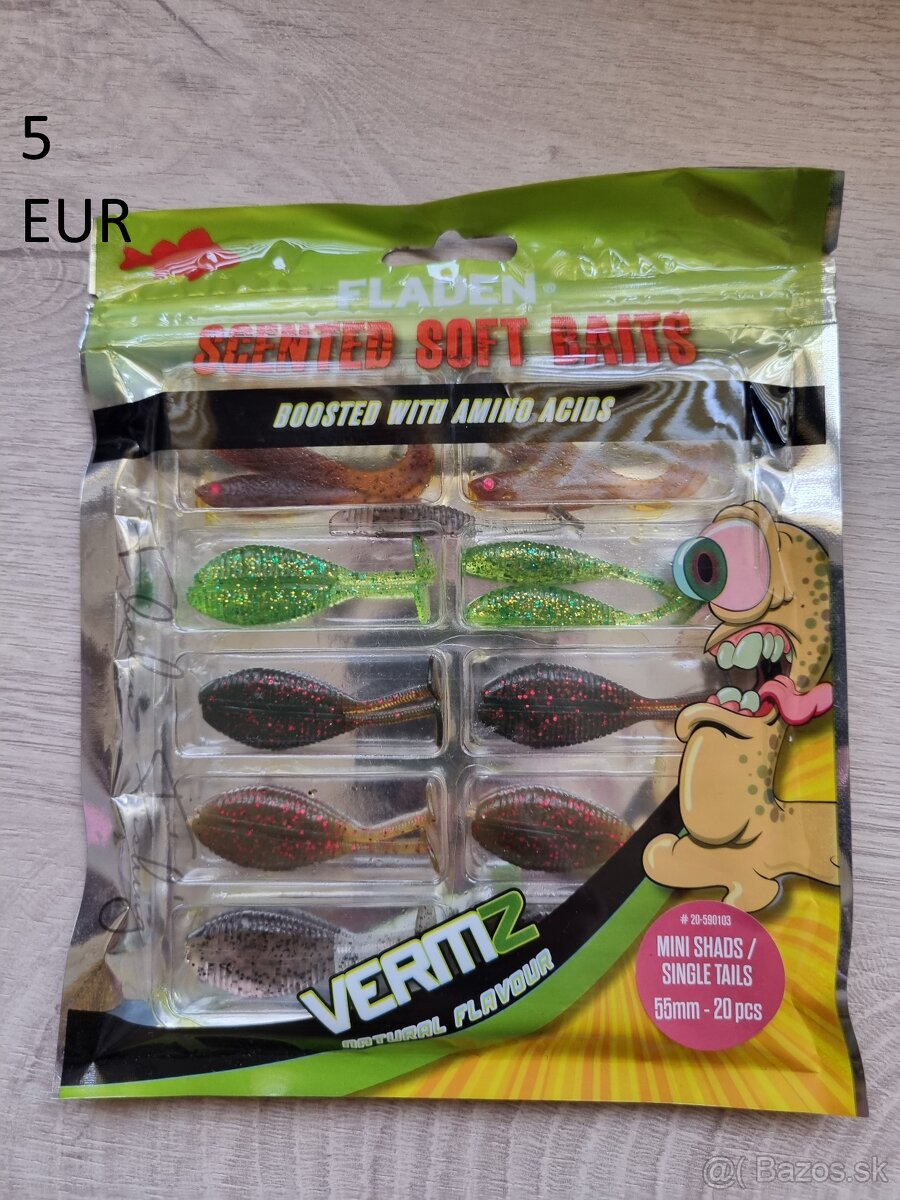 5
EUR
FLADEN®
SCENTED SOFT BAITS
BOOSTED WITH AMINO ACIDS
VERMZ
NATURAL FLAVOUR
# 20-590103
MINI SHADS /
SINGLE TAILS
55mm - 20 pcs
@( Bazos.sk